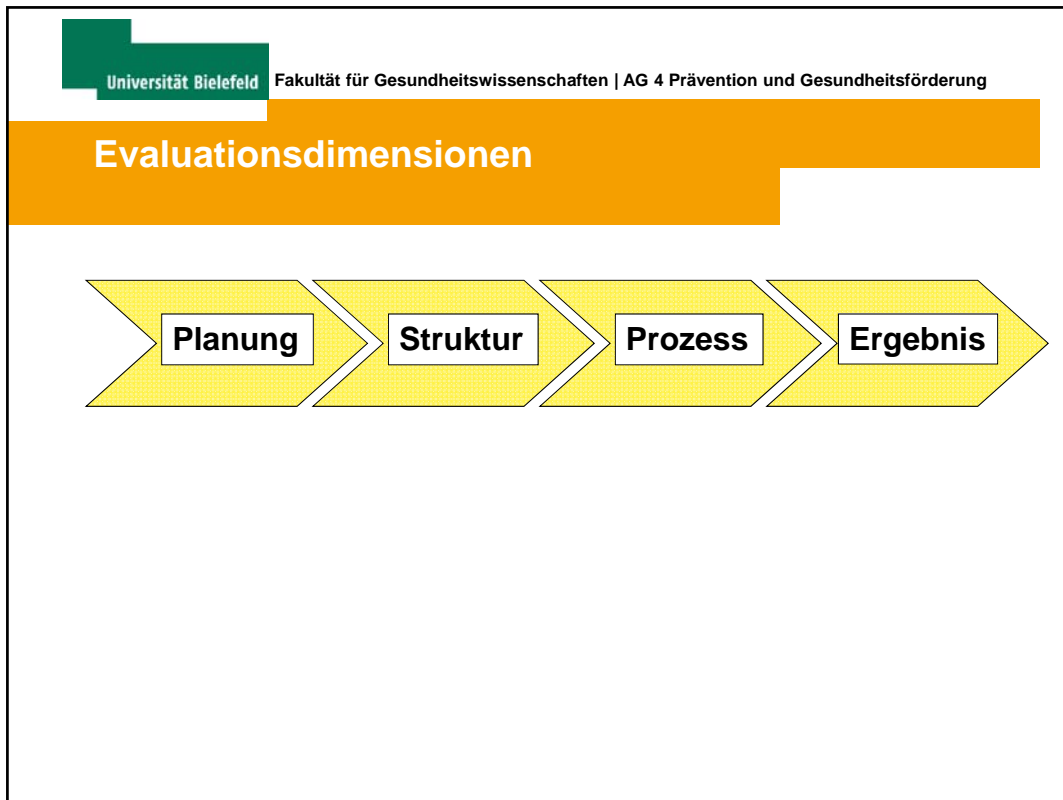 Universität Bielefeld Fakultät für Gesundheitswissenschaften | AG 4 Prävention und Gesundheitsförderung
Evaluationsdimensionen
Planung Struktur Prozess Ergebnis